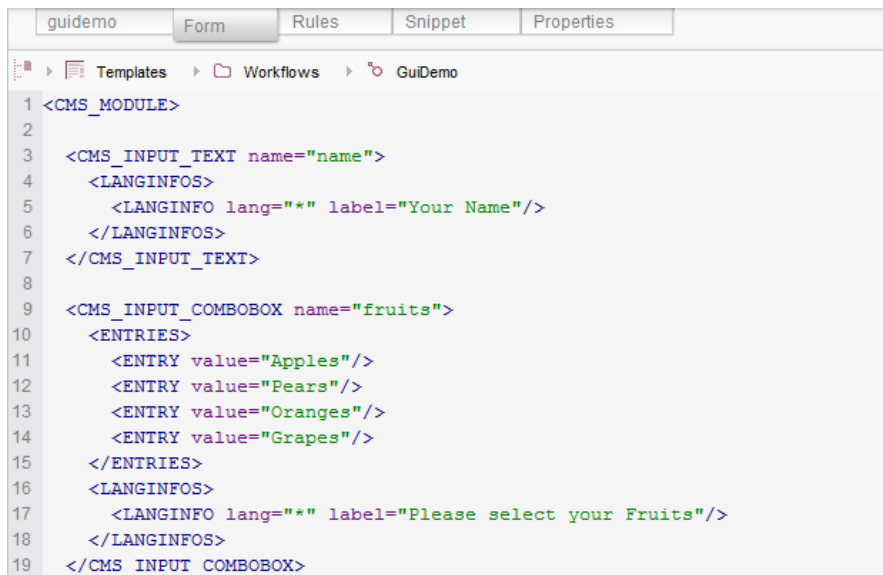 guidemo Form Rules Snippet Properties
Templates Workflows GuiDemo
1 <CMS_MODULE>
2
3 <CMS_INPUT_TEXT name="name">
4 <LANGINFOS>
5 <LANGINFO lang="*" label="Your Name"/>
6 </LANGINFOS>
7 </CMS_INPUT_TEXT>
8
9 <CMS_INPUT_COMBOBOX name="fruits">
10 <ENTRIES>
11 <ENTRY value="Apples"/>
12 <ENTRY value="Pears"/>
13 <ENTRY value="Oranges"/>
14 <ENTRY value="Grapes"/>
15 </ENTRIES>
16 <LANGINFOS>
17 <LANGINFO lang="*" label="Please select your Fruits"/>
18 </LANGINFOS>
19 </CMS_INPUT_COMBOBOX>